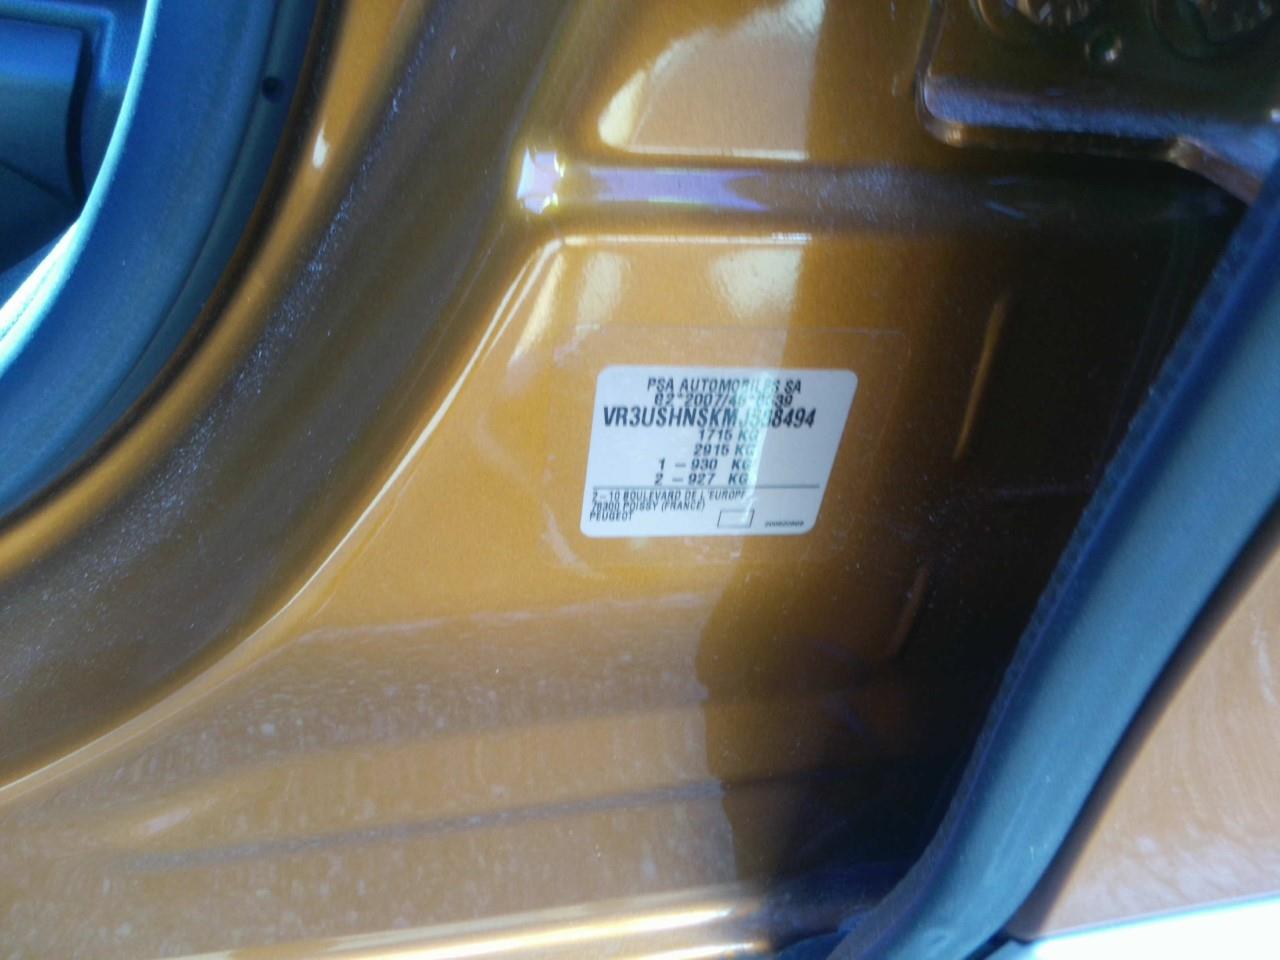 PSA AUTOMOBILES SA
VR3USHNSKMJ538494
1715 KG
2915 KG
1 – 930 KG
2 – 927 KG
2 – 10 BOULEVARD DE L'EUROPE
78300 POISSY (FRANCE)
PEUGEOT